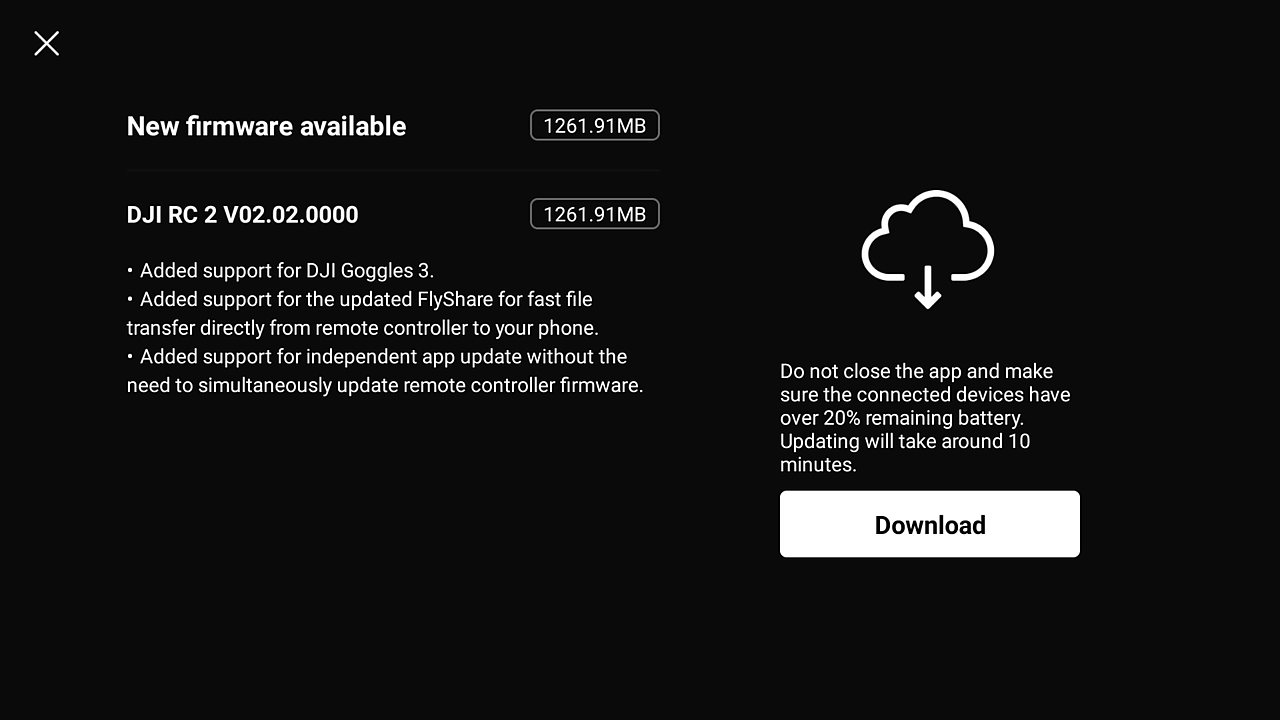 New firmware available
1261.91MB
DJI RC 2 V02.02.0000
1261.91MB
• Added support for DJI Goggles 3.
• Added support for the updated FlyShare for fast file
transfer directly from remote controller to your phone.
• Added support for independent app update without the
need to simultaneously update remote controller firmware.
Do not close the app and make
sure the connected devices have
over 20% remaining battery.
Updating will take around 10
minutes.
Download